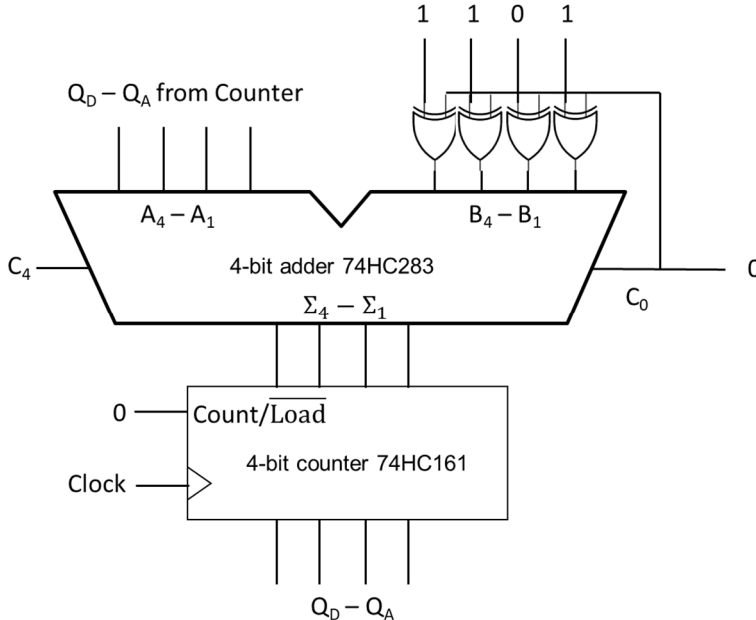 1 1 0 1
Q_D – Q_A from Counter
A_4 – A_1
B_4 – B_1
C_4
4-bit adder 74HC283
0
C_0
Σ_4 – Σ_1
0
Count/L̅o̅a̅d̅
4-bit counter 74HC161
Clock
Q_D – Q_A